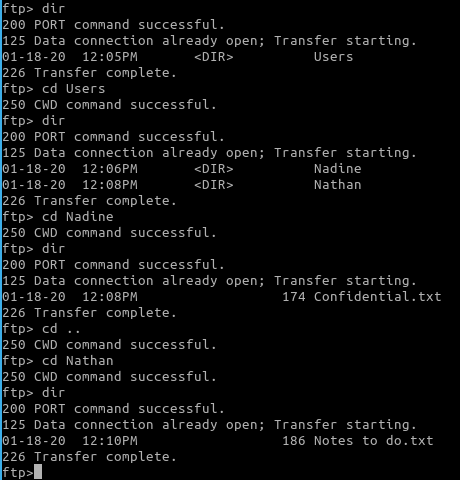 ftp> dir
200 PORT command successful.
125 Data connection already open; Transfer starting.
01-18-20  12:05PM       <DIR>          Users
226 Transfer complete.
ftp> cd Users
250 CWD command successful.
ftp> dir
200 PORT command successful.
125 Data connection already open; Transfer starting.
01-18-20  12:06PM       <DIR>          Nadine
01-18-20  12:08PM       <DIR>          Nathan
226 Transfer complete.
ftp> cd Nadine
250 CWD command successful.
ftp> dir
200 PORT command successful.
125 Data connection already open; Transfer starting.
01-18-20  12:08PM                  174 Confidential.txt
226 Transfer complete.
ftp> cd ..
250 CWD command successful.
ftp> cd Nathan
250 CWD command successful.
ftp> dir
200 PORT command successful.
125 Data connection already open; Transfer starting.
01-18-20  12:10PM                  186 Notes to do.txt
226 Transfer complete.
ftp>